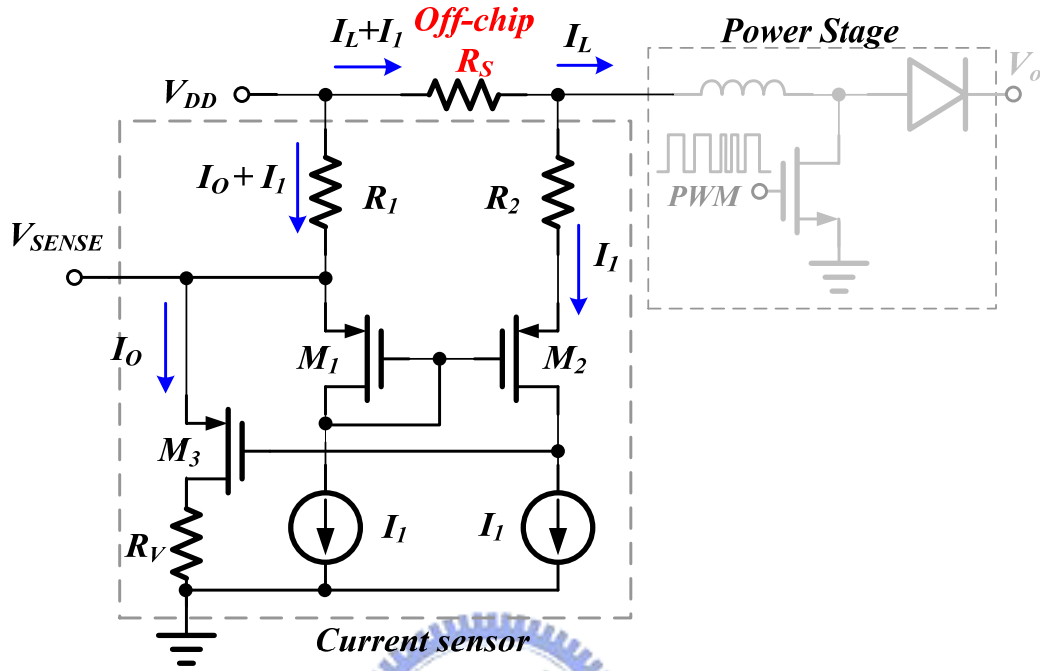 Off-chip
I_L+I_1
R_S
I_L
Power Stage
V_DD
V_o
I_O + I_1
R_1
R_2
PWM
V_SENSE
I_1
I_O
M_1
M_2
M_3
R_V
I_1
I_1
Current sensor